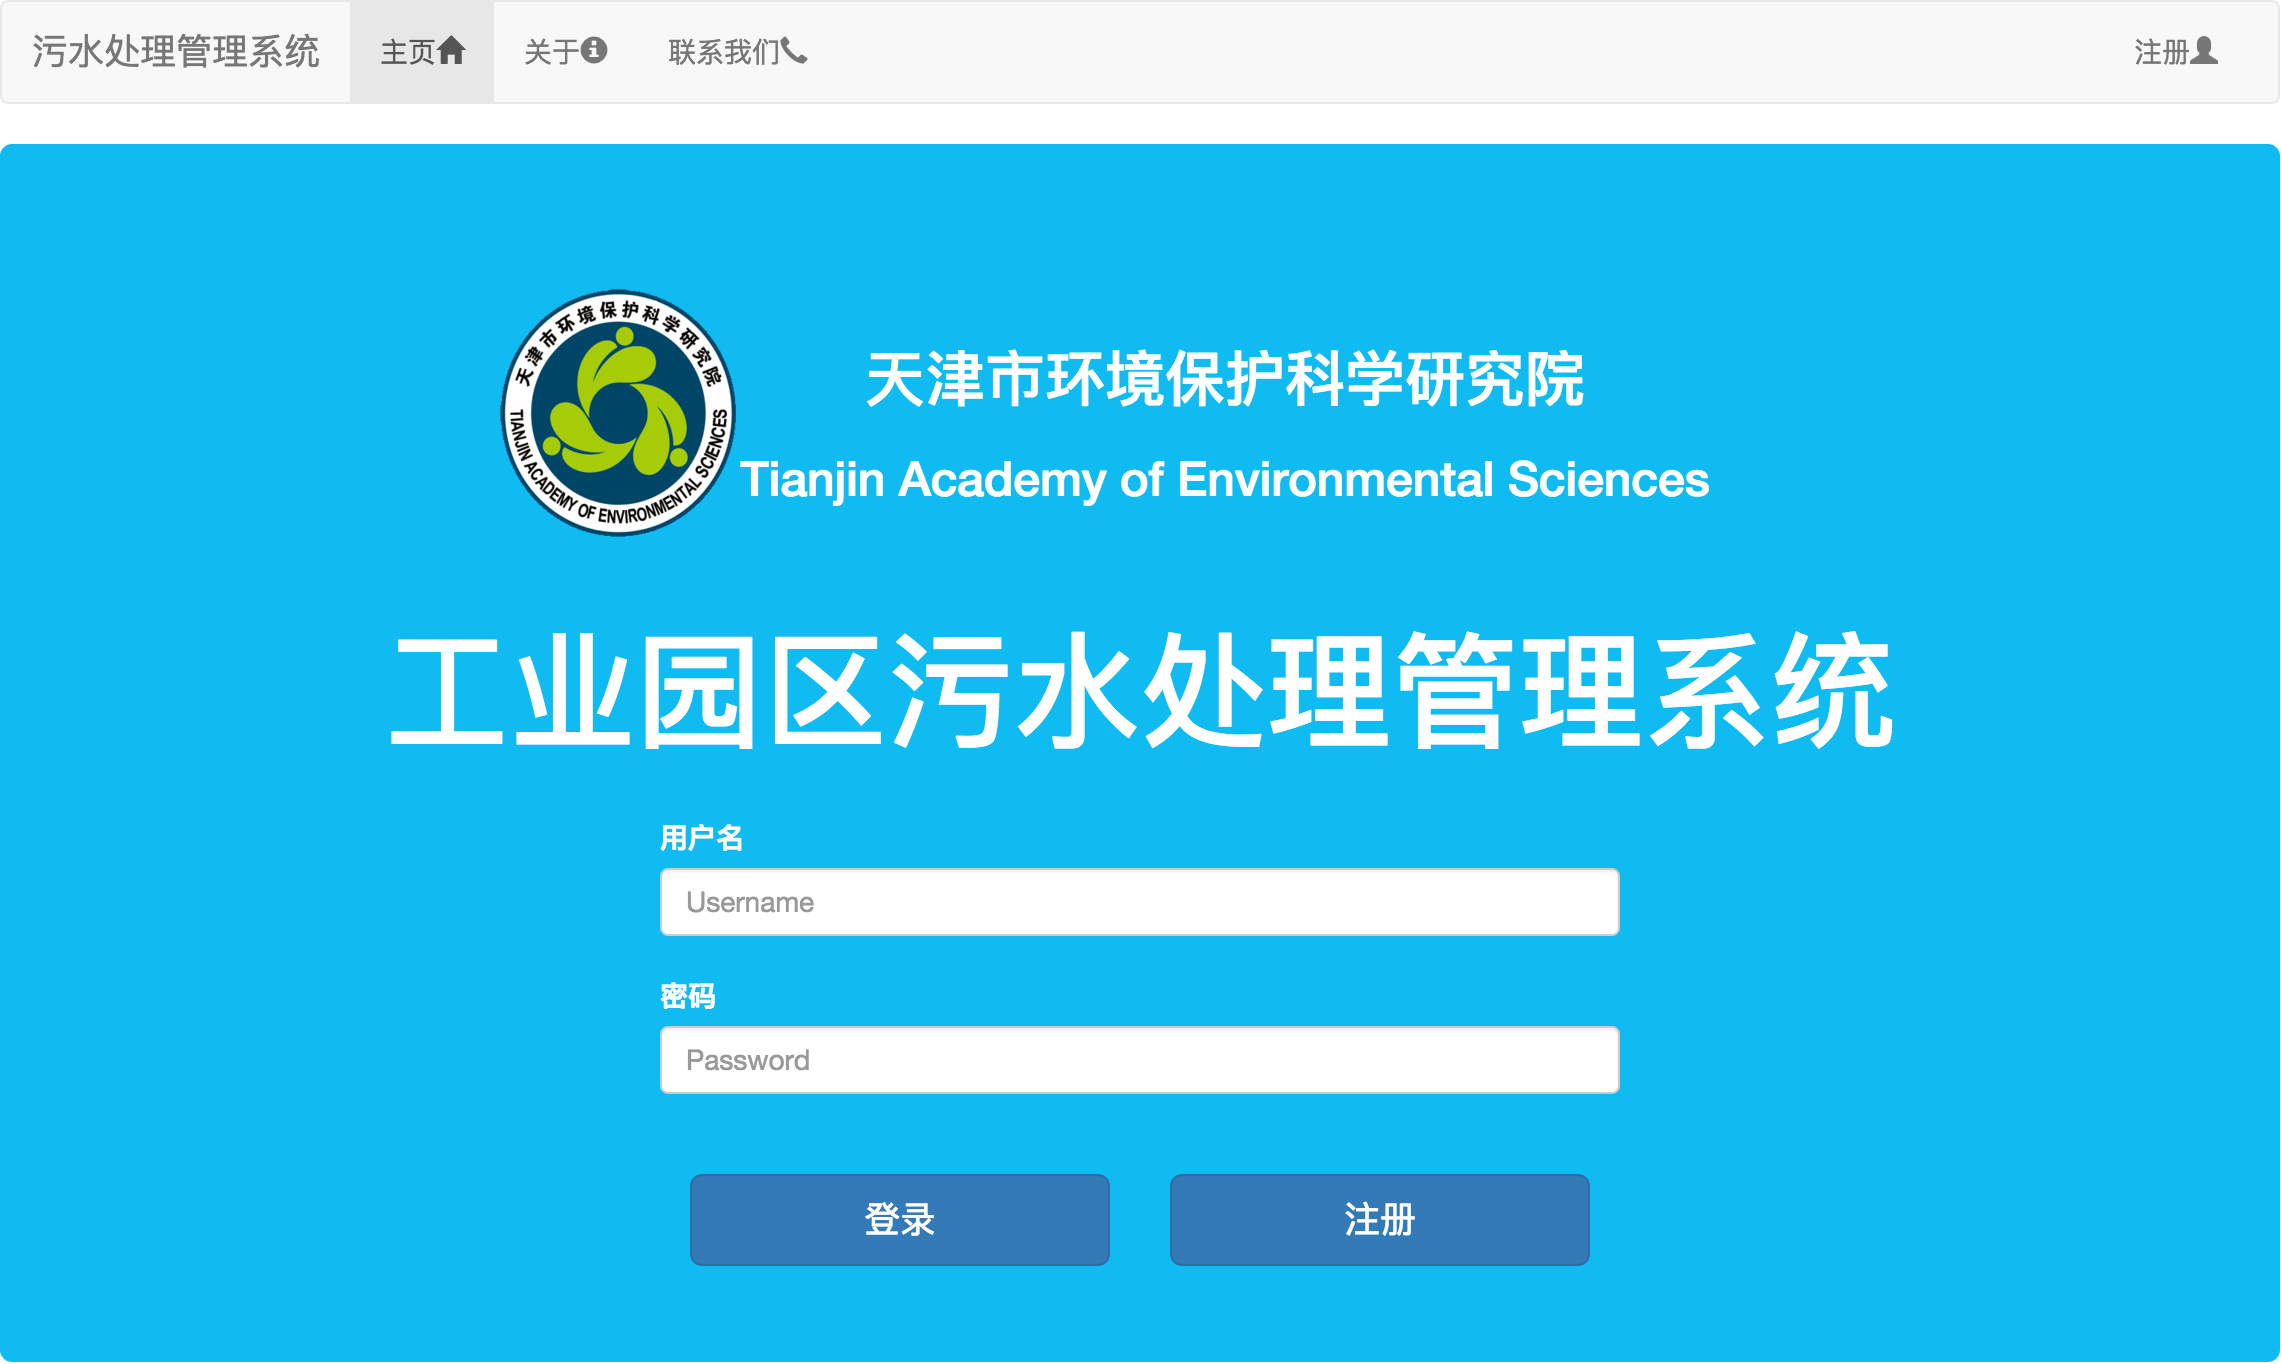 污水处理管理系统 主页 关于 联系我们 注册
天津市环境保护科学研究院
TIANJIN ACADEMY OF ENVIRONMENTAL SCIENCES
天津市环境保护科学研究院
Tianjin Academy of Environmental Sciences
工业园区污水处理管理系统
用户名
Username
密码
Password
登录 注册